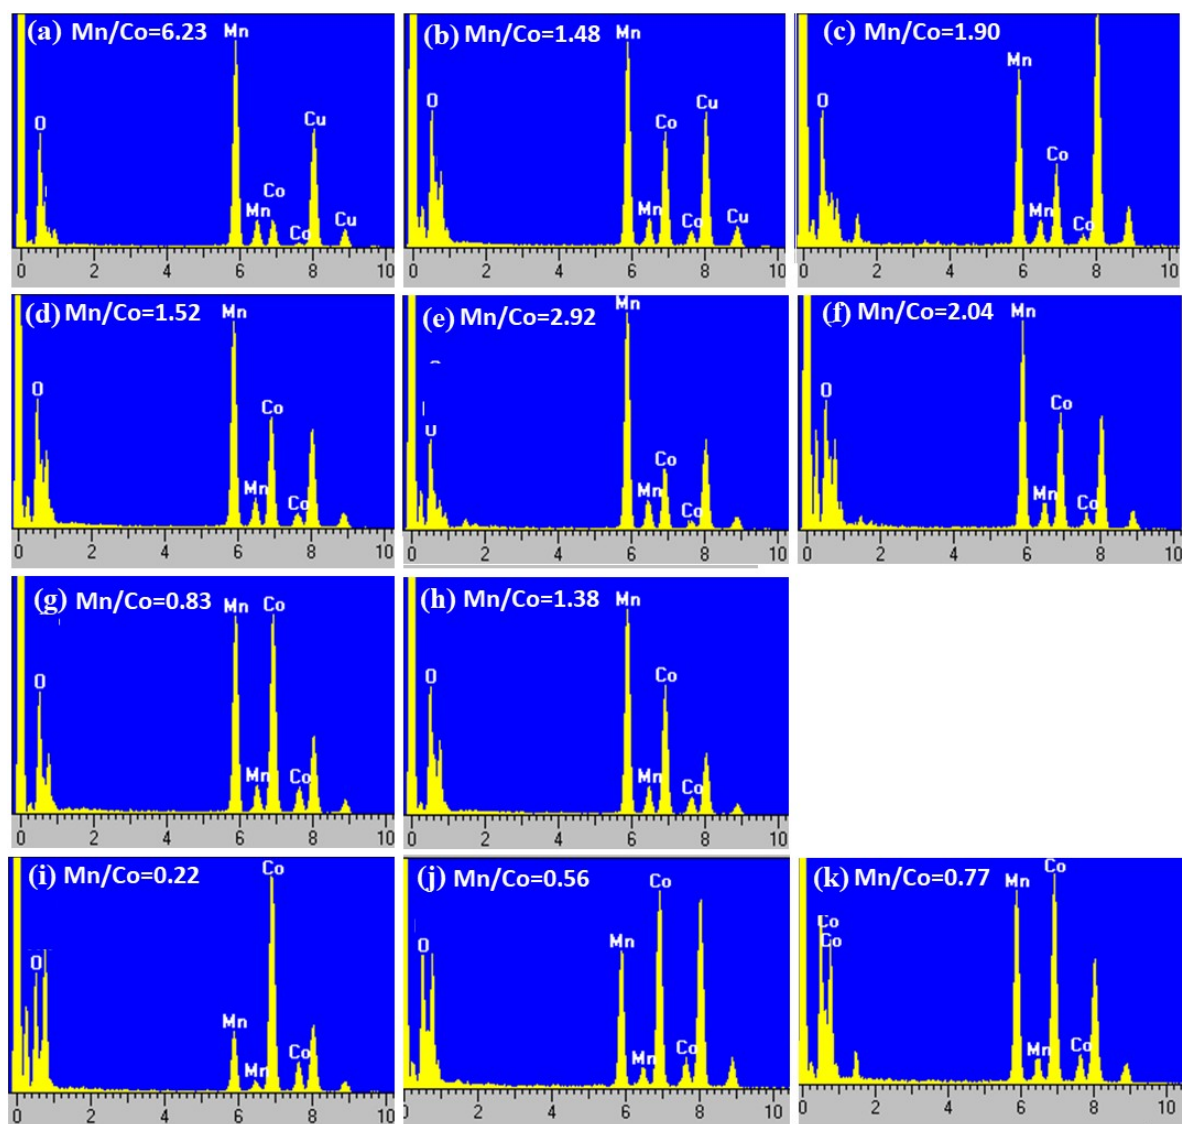 (a) Mn/Co=6.23 Mn
O
Cu
Co
Mn
Co
Cu
0 2 4 6 8 10
(b) Mn/Co=1.48 Mn
O
Cu
Co
Mn
Co
Cu
0 2 4 6 8 10
(c) Mn/Co=1.90
Mn
O
Co
Mn
Co
0 2 4 6 8 10
(d) Mn/Co=1.52 Mn
O
Co
Mn
Co
0 2 4 6 8 10
(e) Mn/Co=2.92 Mn
Co
Mn
Co
0 2 4 6 8 10
(f) Mn/Co=2.04 Mn
O
Co
Mn
Co
0 2 4 6 8 10
(g) Mn/Co=0.83 Mn Co
O
Mn
Co
0 2 4 6 8 10
(h) Mn/Co=1.38 Mn
O
Co
Mn
Co
0 2 4 6 8 10
(i) Mn/Co=0.22 Co
O
Mn
Mn
Co
0 2 4 6 8 10
(j) Mn/Co=0.56 Co
O
Mn
Mn
Co
2 4 6 8 10
(k) Mn/Co=0.77 Mn Co
Co
Co
Mn
Co
2 4 6 8 10